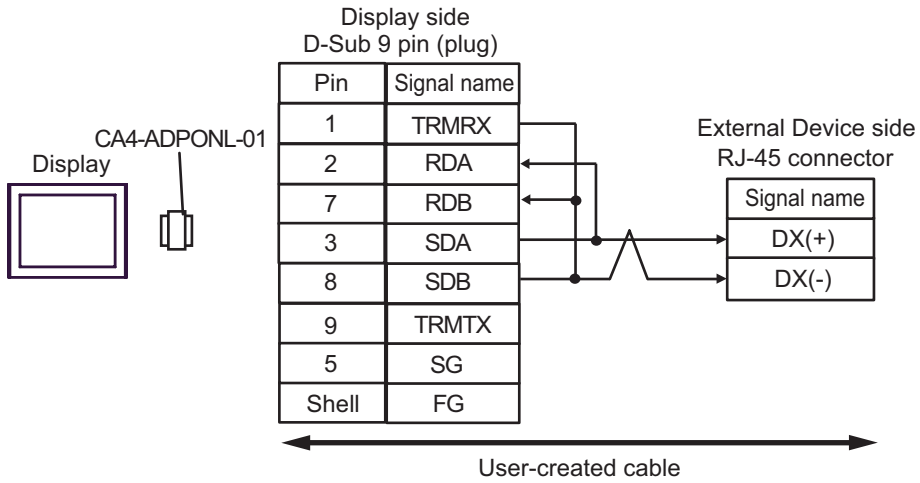 Display side
D-Sub 9 pin (plug)
Pin Signal name
1 TRMRX
2 RDA
7 RDB
3 SDA
8 SDB
9 TRMTX
5 SG
Shell FG
CA4-ADPONL-01
Display
External Device side
RJ-45 connector
Signal name
DX(+)
DX(-)
User-created cable